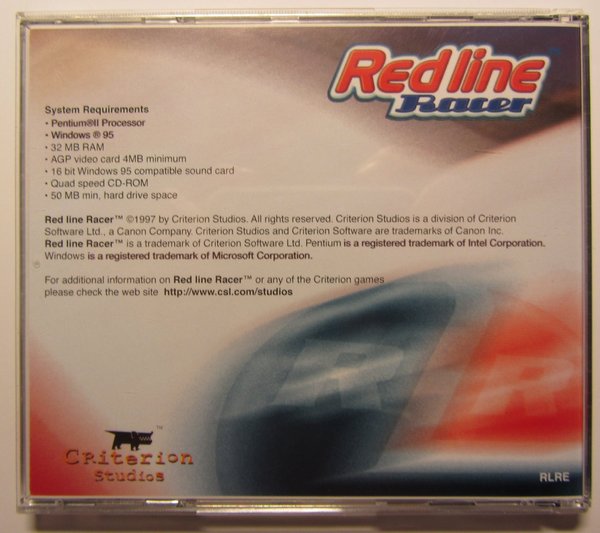 Red line
Racer
System Requirements
• Pentium®II Processor
• Windows ® 95
• 32 MB RAM
• AGP video card 4MB minimum
• 16 bit Windows 95 compatible sound card
• Quad speed CD-ROM
• 50 MB min, hard drive space
Red line Racer™ ©1997 by Criterion Studios. All rights reserved. Criterion Studios is a division of Criterion
Software Ltd., a Canon Company. Criterion Studios and Criterion Software are trademarks of Canon Inc.
Red line Racer™ is a trademark of Criterion Software Ltd. Pentium is a registered trademark of Intel Corporation.
Windows is a registered trademark of Microsoft Corporation.
For additional information on Red line Racer™ or any of the Criterion games
please check the web site http://www.csl.com/studios
RR
™
CRiterion
Studios
RLRE